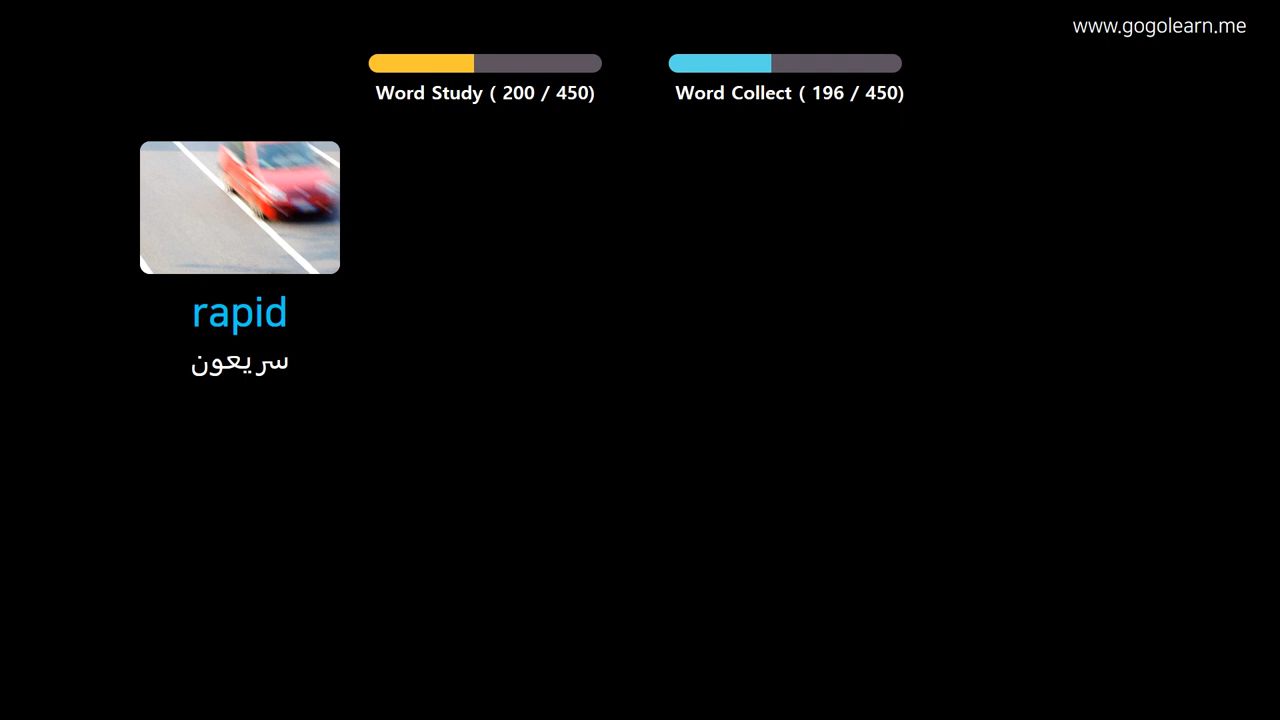 www.gogolearn.me
Word Study ( 200 / 450)
Word Collect ( 196 / 450)
rapid
سريعون